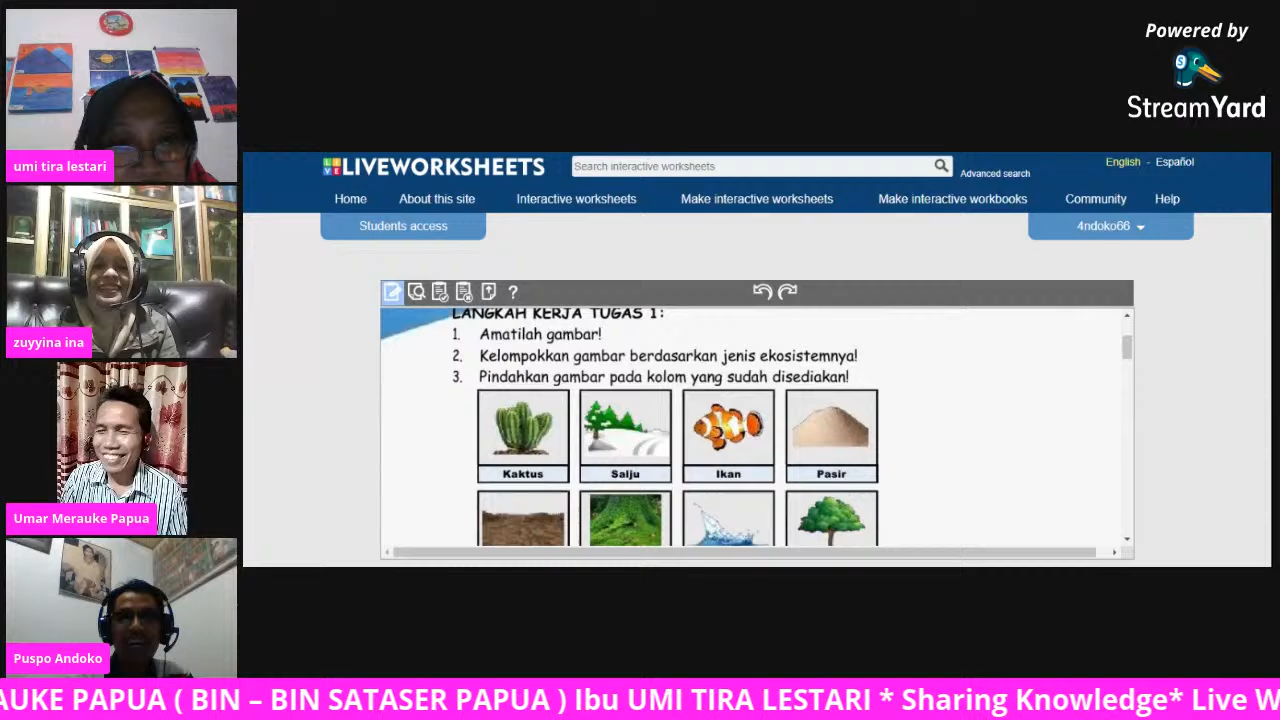 umi tira lestari
zuyyina ina
Umar Merauke Papua
Puspo Andoko
Powered by
StreamYard
LIVEWORKSHEETS
Search interactive worksheets
Advanced search
English - Español
Home
About this site
Interactive worksheets
Make interactive worksheets
Make interactive workbooks
Community
Help
Students access
4ndoko66
?
LANGKAH KERJA TUGAS 1:
1. Amatilah gambar!
2. Kelompokkan gambar berdasarkan jenis ekosistemnya!
3. Pindahkan gambar pada kolom yang sudah disediakan!
Kaktus
Salju
Ikan
Pasir
AUKE PAPUA ( BIN – BIN SATASER PAPUA ) Ibu UMI TIRA LESTARI * Sharing Knowledge* Live W